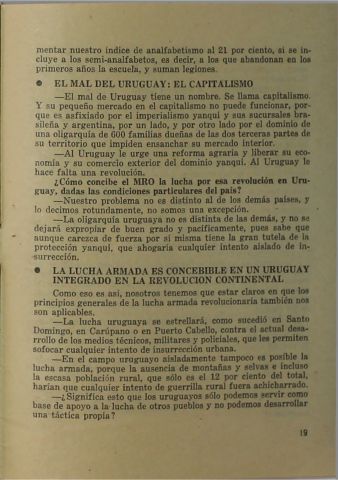 mentar nuestro índice de analfabetismo al 21 por ciento, si se in-
cluye a los semi-analfabetos, es decir, a los que abandonan en los
primeros años la escuela, y suman legiones.
● EL MAL DEL URUGUAY: EL CAPITALISMO
—El mal de Uruguay tiene un nombre. Se llama capitalismo.
Y su pequeño mercado en el capitalismo no puede funcionar, por-
que es asfixiado por el imperialismo yanqui y sus sucursales bra-
sileña y argentina, por un lado, y por otro lado por el dominio de
una oligarquía de 600 familias dueñas de las dos terceras partes de
su territorio que impiden ensanchar su mercado interior.
—Al Uruguay le urge una reforma agraria y liberar su eco-
nomía y su comercio exterior del dominio yanqui. Al Uruguay le
hace falta una revolución.
¿Cómo concibe el MRO la lucha por esa revolución en Uru-
guay, dadas las condiciones particulares del país?
—Nuestro problema no es distinto al de los demás países, y
lo decimos rotundamente, no somos una excepción.
—La oligarquía uruguaya no es distinta de las demás, y no se
dejará expropiar de buen grado y pacíficamente, pues sabe que
aunque carezca de fuerza por sí misma tiene la gran tutela de la
protección yanqui, que ahogaría cualquier intento aislado de in-
surrección.
● LA LUCHA ARMADA ES CONCEBIBLE EN UN URUGUAY
INTEGRADO EN LA REVOLUCION CONTINENTAL
Como eso es así, nosotros tenemos que estar claros en que los
principios generales de la lucha armada revolucionaria también nos
son aplicables.
—La lucha uruguaya se estrellará, como sucedió en Santo
Domingo, en Carúpano o en Puerto Cabello, contra el actual desa-
rrollo de los medios técnicos, militares y policiales, que les permiten
sofocar cualquier intento de insurrección urbana.
—En el campo uruguayo aisladamente tampoco es posible la
lucha armada, porque la ausencia de montañas y selvas e incluso
la escasa población rural, que sólo es el 12 por ciento del total,
harían que cualquier intento de guerrilla rural fuera achicharrado.
—¿Significa esto que los uruguayos sólo podemos servir como
base de apoyo a la lucha de otros pueblos y no podemos desarrollar
una táctica propia?
19